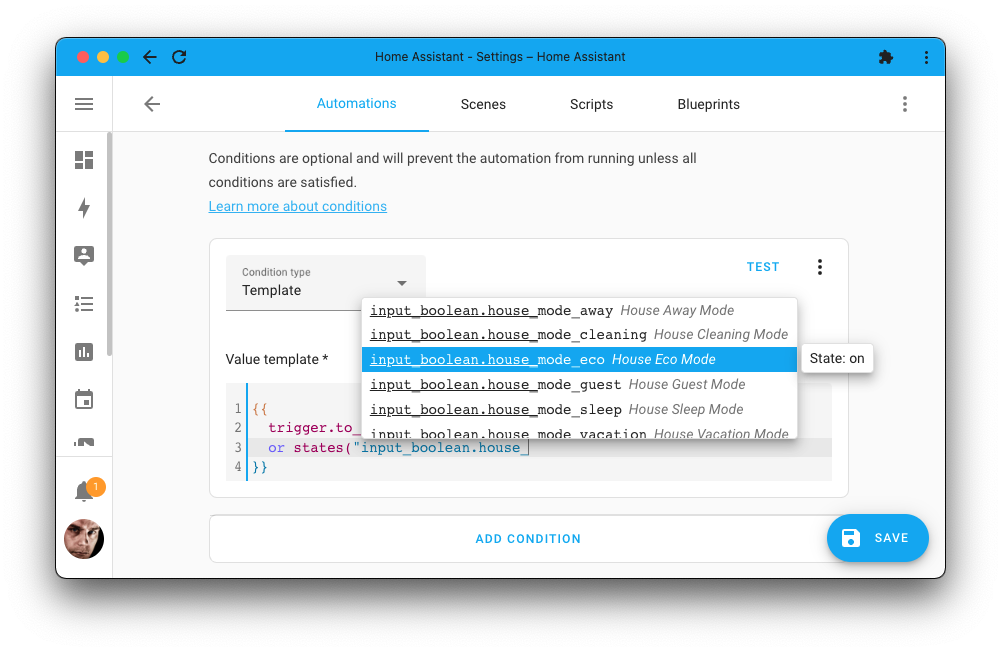 Home Assistant - Settings – Home Assistant
Automations
Scenes
Scripts
Blueprints
Conditions are optional and will prevent the automation from running unless all
conditions are satisfied.
Learn more about conditions
Condition type
Template
TEST
input_boolean.house_mode_away House Away Mode
input_boolean.house_mode_cleaning House Cleaning Mode
input_boolean.house_mode_eco House Eco Mode
State: on
input_boolean.house_mode_guest House Guest Mode
input_boolean.house_mode_sleep House Sleep Mode
input_boolean.house_mode_vacation House Vacation Mode
Value template *
1 {{
2 trigger.to_
3 or states("input_boolean.house_
4 }}
1
ADD CONDITION
SAVE